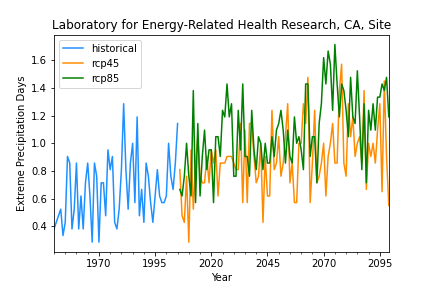 Laboratory for Energy-Related Health Research, CA, Site
Extreme Precipitation Days
1.6
1.4
1.2
1.0
0.8
0.6
0.4
historical
rcp45
rcp85
1970
1995
2020
2045
2070
2095
Year